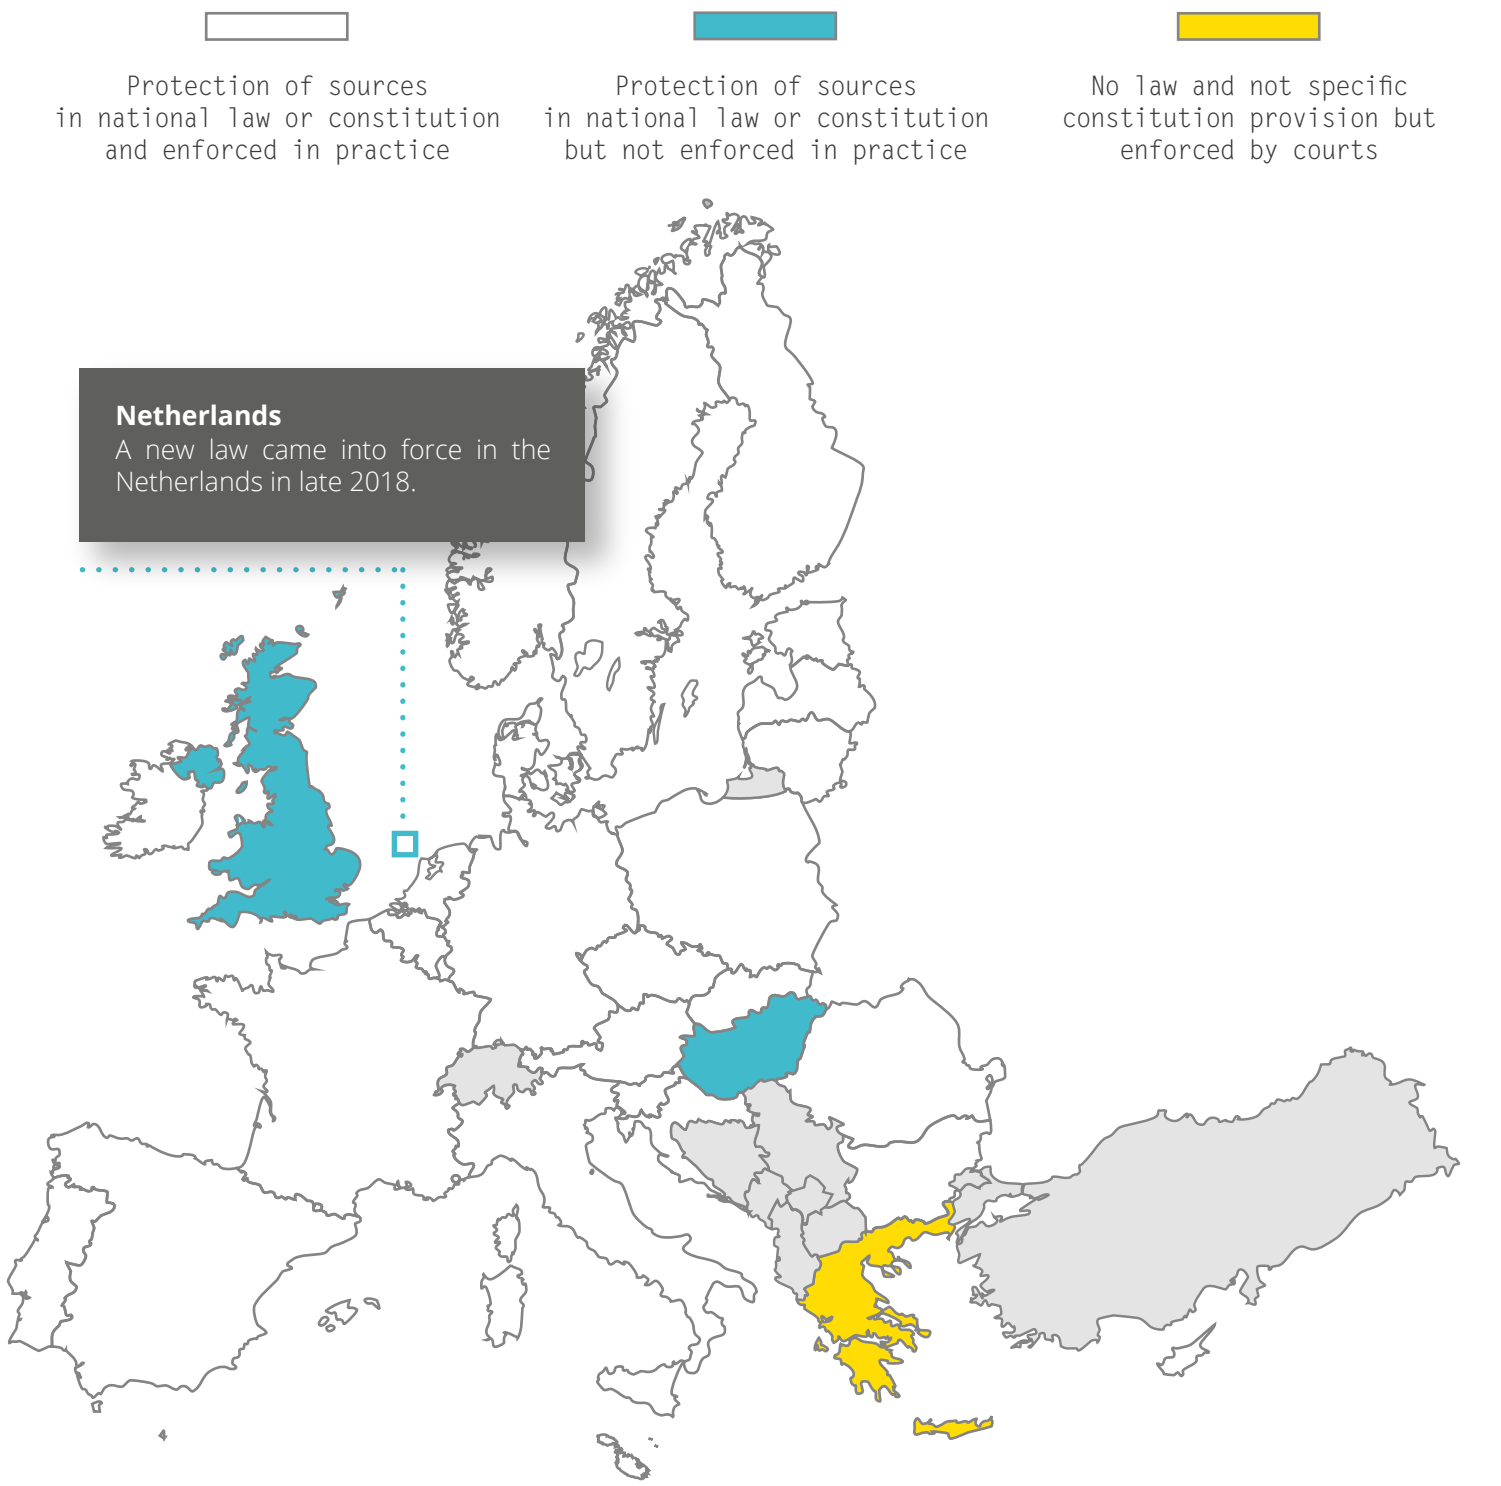 Protection of sources
in national law or constitution
and enforced in practice
Protection of sources
in national law or constitution
but not enforced in practice
No law and not specific
constitution provision but
enforced by courts
Netherlands
A new law came into force in the
Netherlands in late 2018.